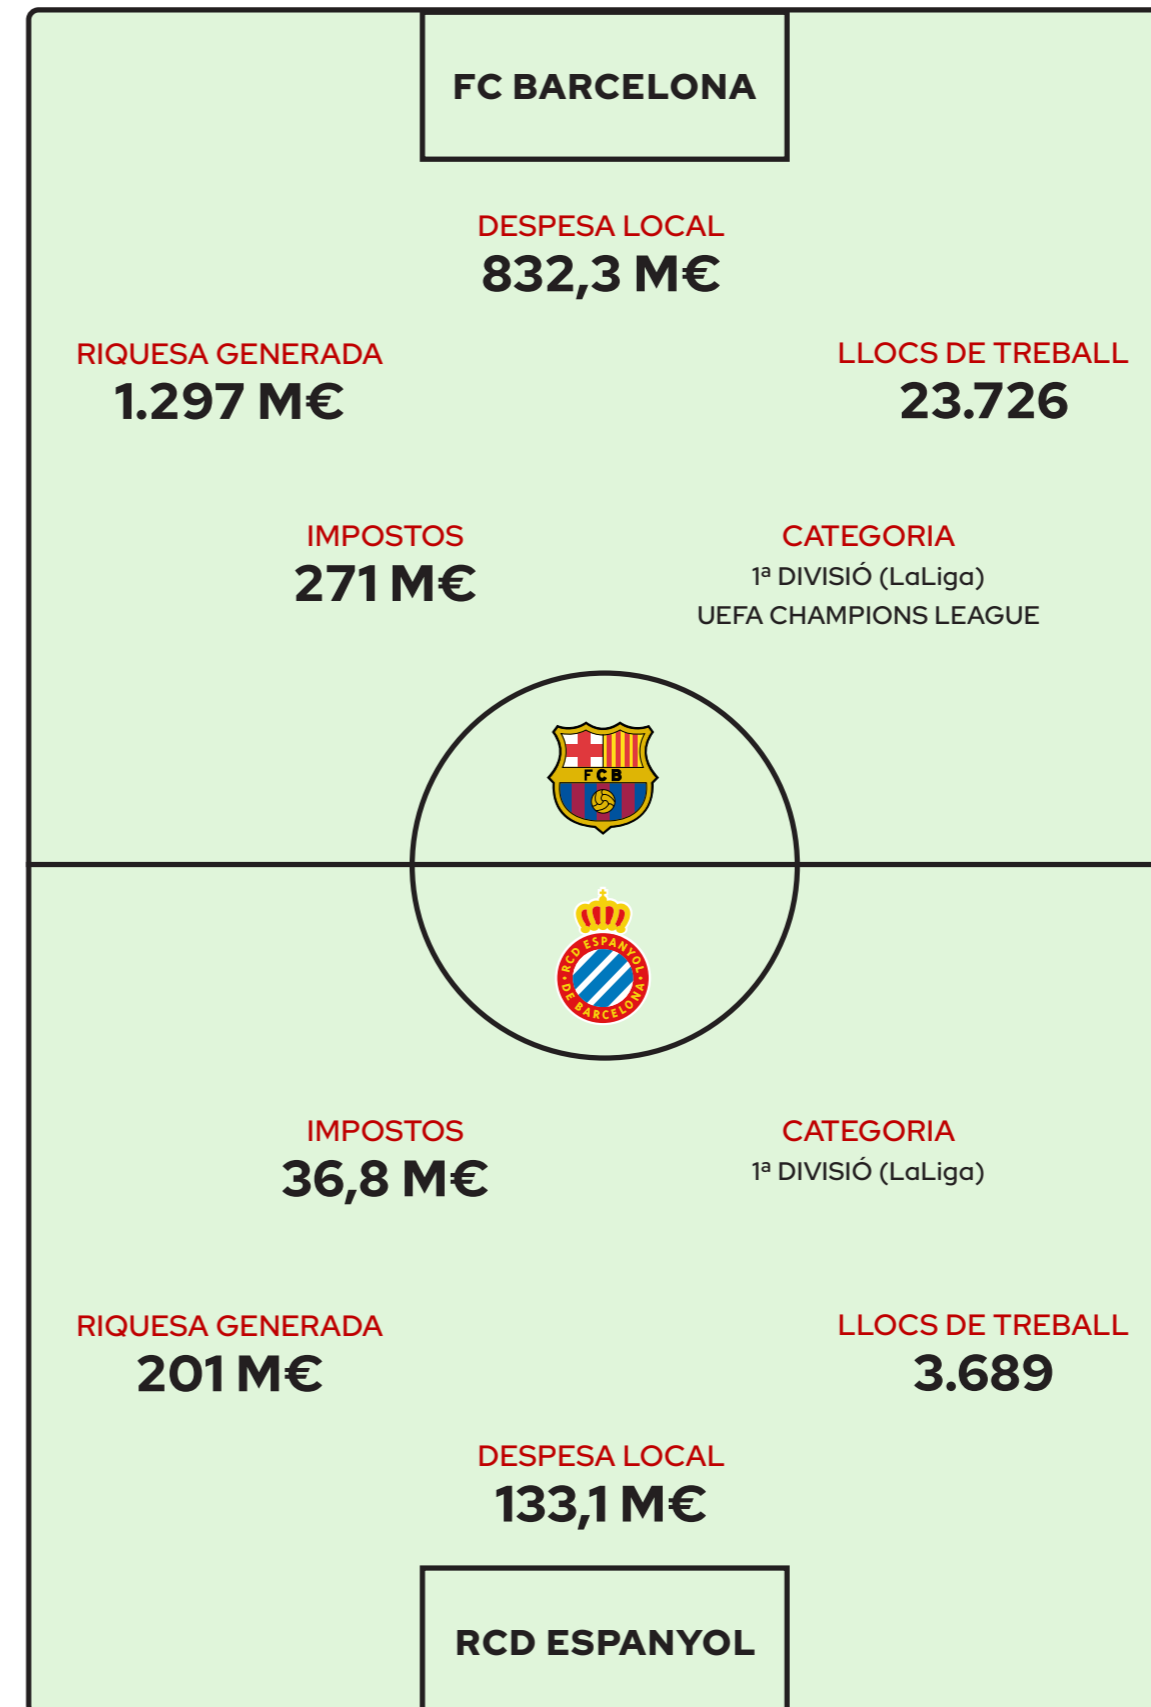 FC BARCELONA
DESPESA LOCAL
832,3 M€
RIQUESA GENERADA
1.297 M€
LLOCS DE TREBALL
23.726
IMPOSTOS
271 M€
CATEGORIA
1ª DIVISIÓ (LaLiga)
UEFA CHAMPIONS LEAGUE
FCB
RCD ESPANYOL
DE BARCELONA
IMPOSTOS
36,8 M€
CATEGORIA
1ª DIVISIÓ (LaLiga)
RIQUESA GENERADA
201 M€
LLOCS DE TREBALL
3.689
DESPESA LOCAL
133,1 M€
RCD ESPANYOL